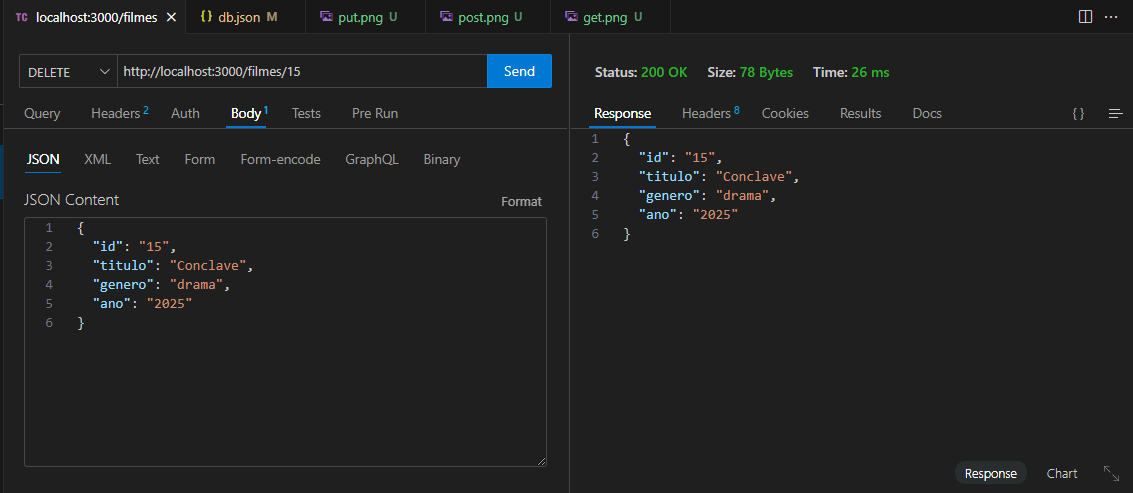 TC localhost:3000/filmes × {} db.json M put.png U post.png U get.png U ...
DELETE http://localhost:3000/filmes/15 Send
Query Headers 2 Auth Body 1 Tests Pre Run
JSON XML Text Form Form-encode GraphQL Binary
JSON Content Format
1 {
2 "id": "15",
3 "titulo": "Conclave",
4 "genero": "drama",
5 "ano": "2025"
6 }
Status: 200 OK Size: 78 Bytes Time: 26 ms
Response Headers 8 Cookies Results Docs {}
1 {
2 "id": "15",
3 "titulo": "Conclave",
4 "genero": "drama",
5 "ano": "2025"
6 }
Response Chart